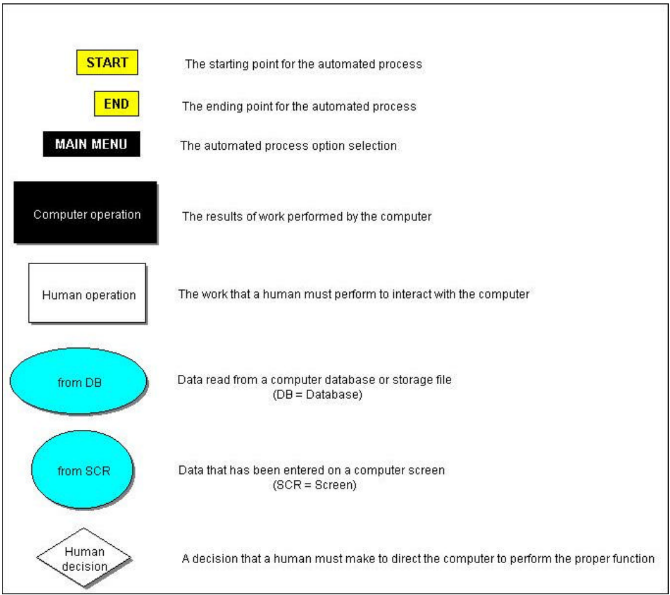 START The starting point for the automated process
END The ending point for the automated process
MAIN MENU The automated process option selection
Computer operation The results of work performed by the computer
Human operation The work that a human must perform to interact with the computer
from DB Data read from a computer database or storage file
(DB = Database)
from SCR Data that has been entered on a computer screen
(SCR = Screen)
Human
decision A decision that a human must make to direct the computer to perform the proper function